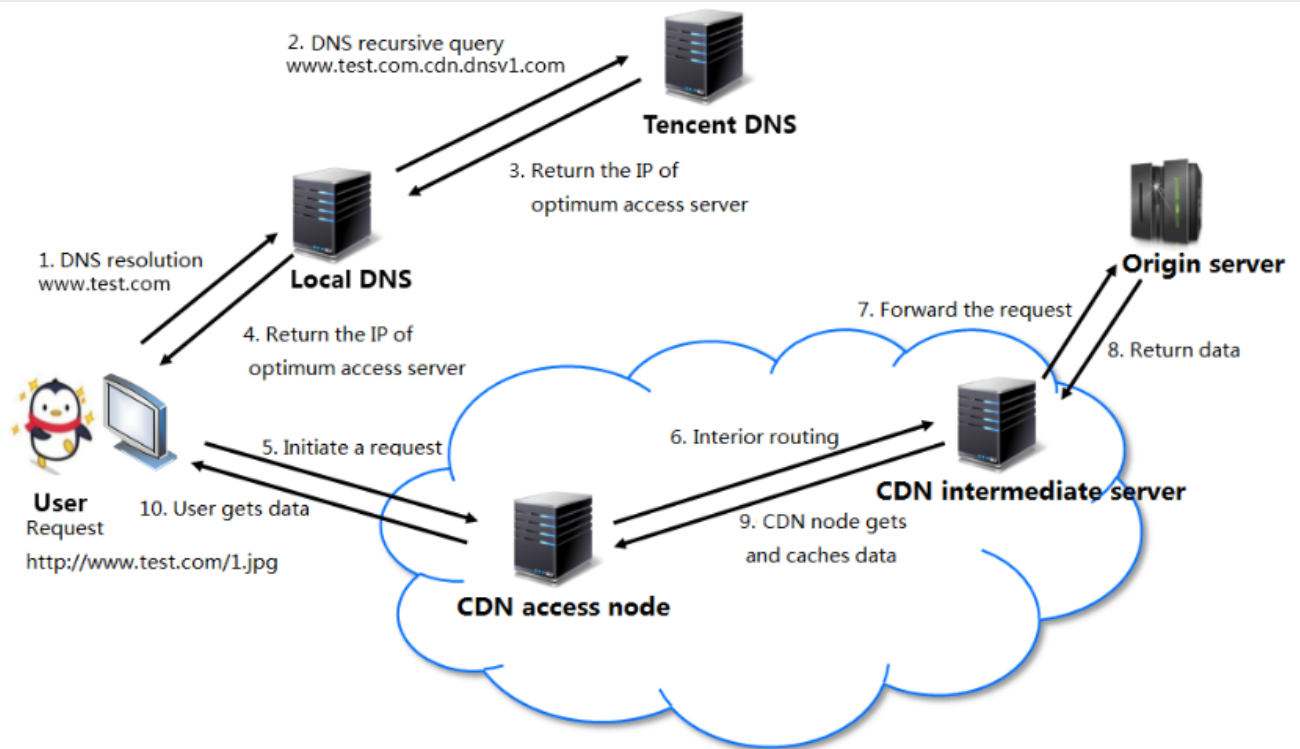 2. DNS recursive query
www.test.com.cdn.dnsv1.com
Tencent DNS
3. Return the IP of
optimum access server
1. DNS resolution
www.test.com
Local DNS
4. Return the IP of
optimum access server
Origin server
7. Forward the request
8. Return data
5. Initiate a request
6. Interior routing
CDN intermediate server
User
Request
http://www.test.com/1.jpg
10. User gets data
9. CDN node gets
and caches data
CDN access node